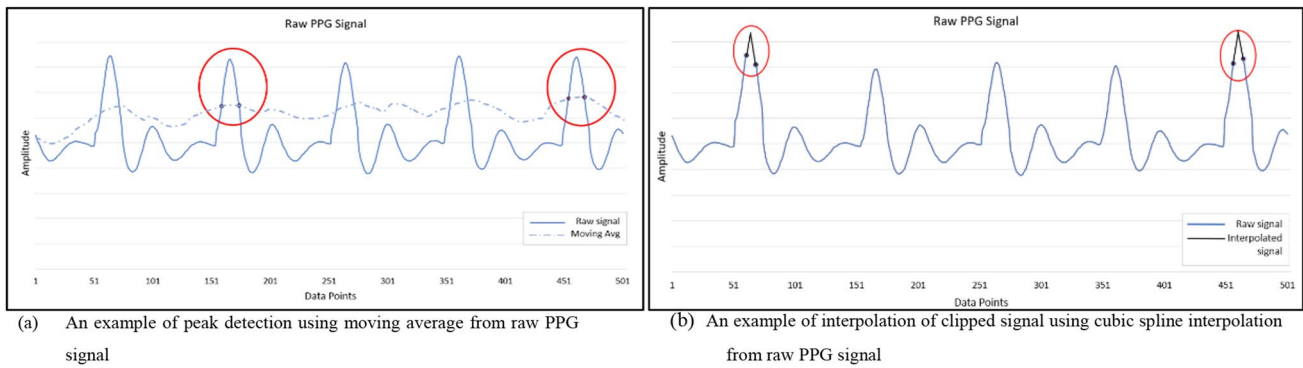 Raw PPG Signal
Amplitude
Raw signal
Moving Avg
1 51 101 151 201 251 301 351 401 451 501
Data Points
(a) An example of peak detection using moving average from raw PPG
signal
Raw PPG Signal
Amplitude
Raw signal
Interpolated
signal
1 51 101 151 201 251 301 351 401 451 501
Data Points
(b) An example of interpolation of clipped signal using cubic spline interpolation
from raw PPG signal